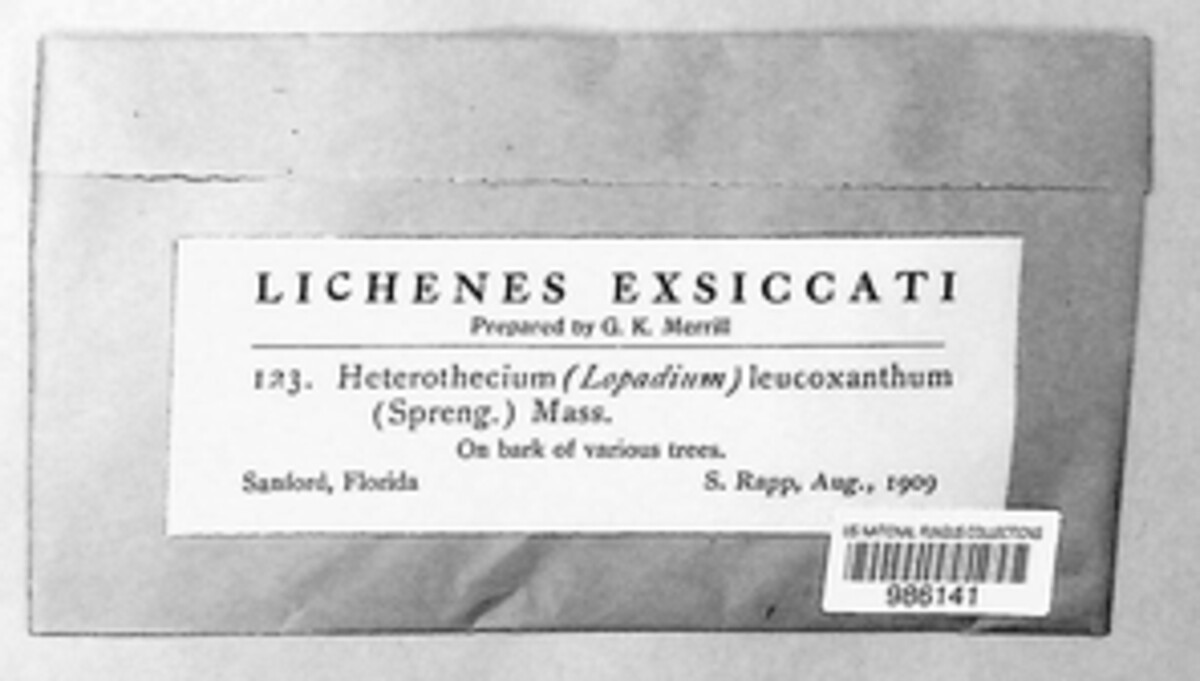 LICHENES EXSICCATI
Prepared by G. K. Merrill
123. Heterothecium (Lopadium) leucoxanthum
(Spreng.) Mass.
On bark of various trees.
Sanford, Florida S. Rapp, Aug., 1909
US NATIONAL FUNGUS COLLECTIONS
986141